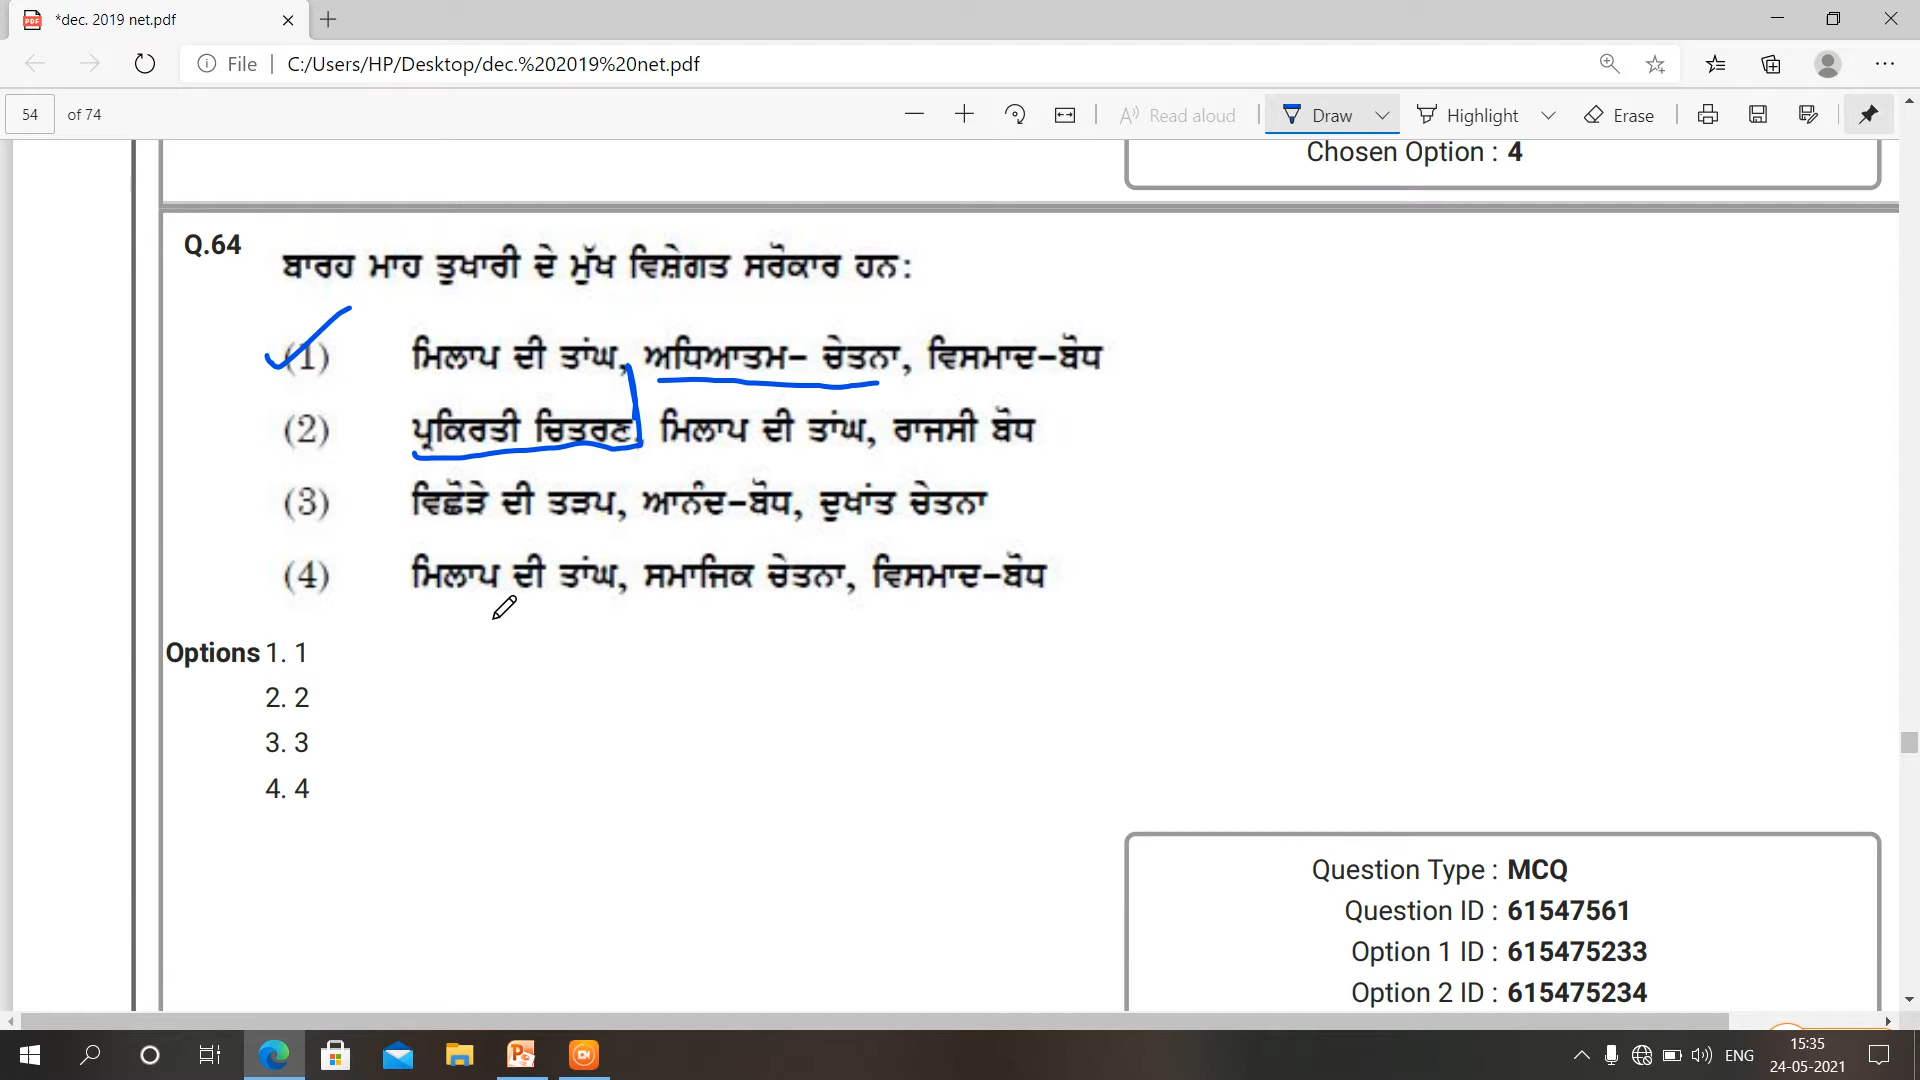 *dec. 2019 net.pdf
File
C:/Users/HP/Desktop/dec.%202019%20net.pdf
54 of 74
Read aloud
Draw
Highlight
Erase
Chosen Option : 4
Q.64
ਬਾਰਹ ਮਾਹ ਤੁਖਾਰੀ ਦੇ ਮੁੱਖ ਵਿਸ਼ੇਗਤ ਸਰੋਕਾਰ ਹਨ:
(1) ਮਿਲਾਪ ਦੀ ਤਾਂਘ, ਅਧਿਆਤਮ- ਚੇਤਨਾ, ਵਿਸਮਾਦ-ਬੋਧ
(2) ਪ੍ਰਕਿਰਤੀ ਚਿਤਰਣ, ਮਿਲਾਪ ਦੀ ਤਾਂਘ, ਰਾਜਸੀ ਬੋਧ
(3) ਵਿਛੋੜੇ ਦੀ ਤੜਪ, ਆਨੰਦ-ਬੋਧ, ਦੁਖਾਂਤ ਚੇਤਨਾ
(4) ਮਿਲਾਪ ਦੀ ਤਾਂਘ, ਸਮਾਜਿਕ ਚੇਤਨਾ, ਵਿਸਮਾਦ-ਬੋਧ
Options 1. 1
2. 2
3. 3
4. 4
Question Type : MCQ
Question ID : 61547561
Option 1 ID : 615475233
Option 2 ID : 615475234
ENG
15:35
24-05-2021